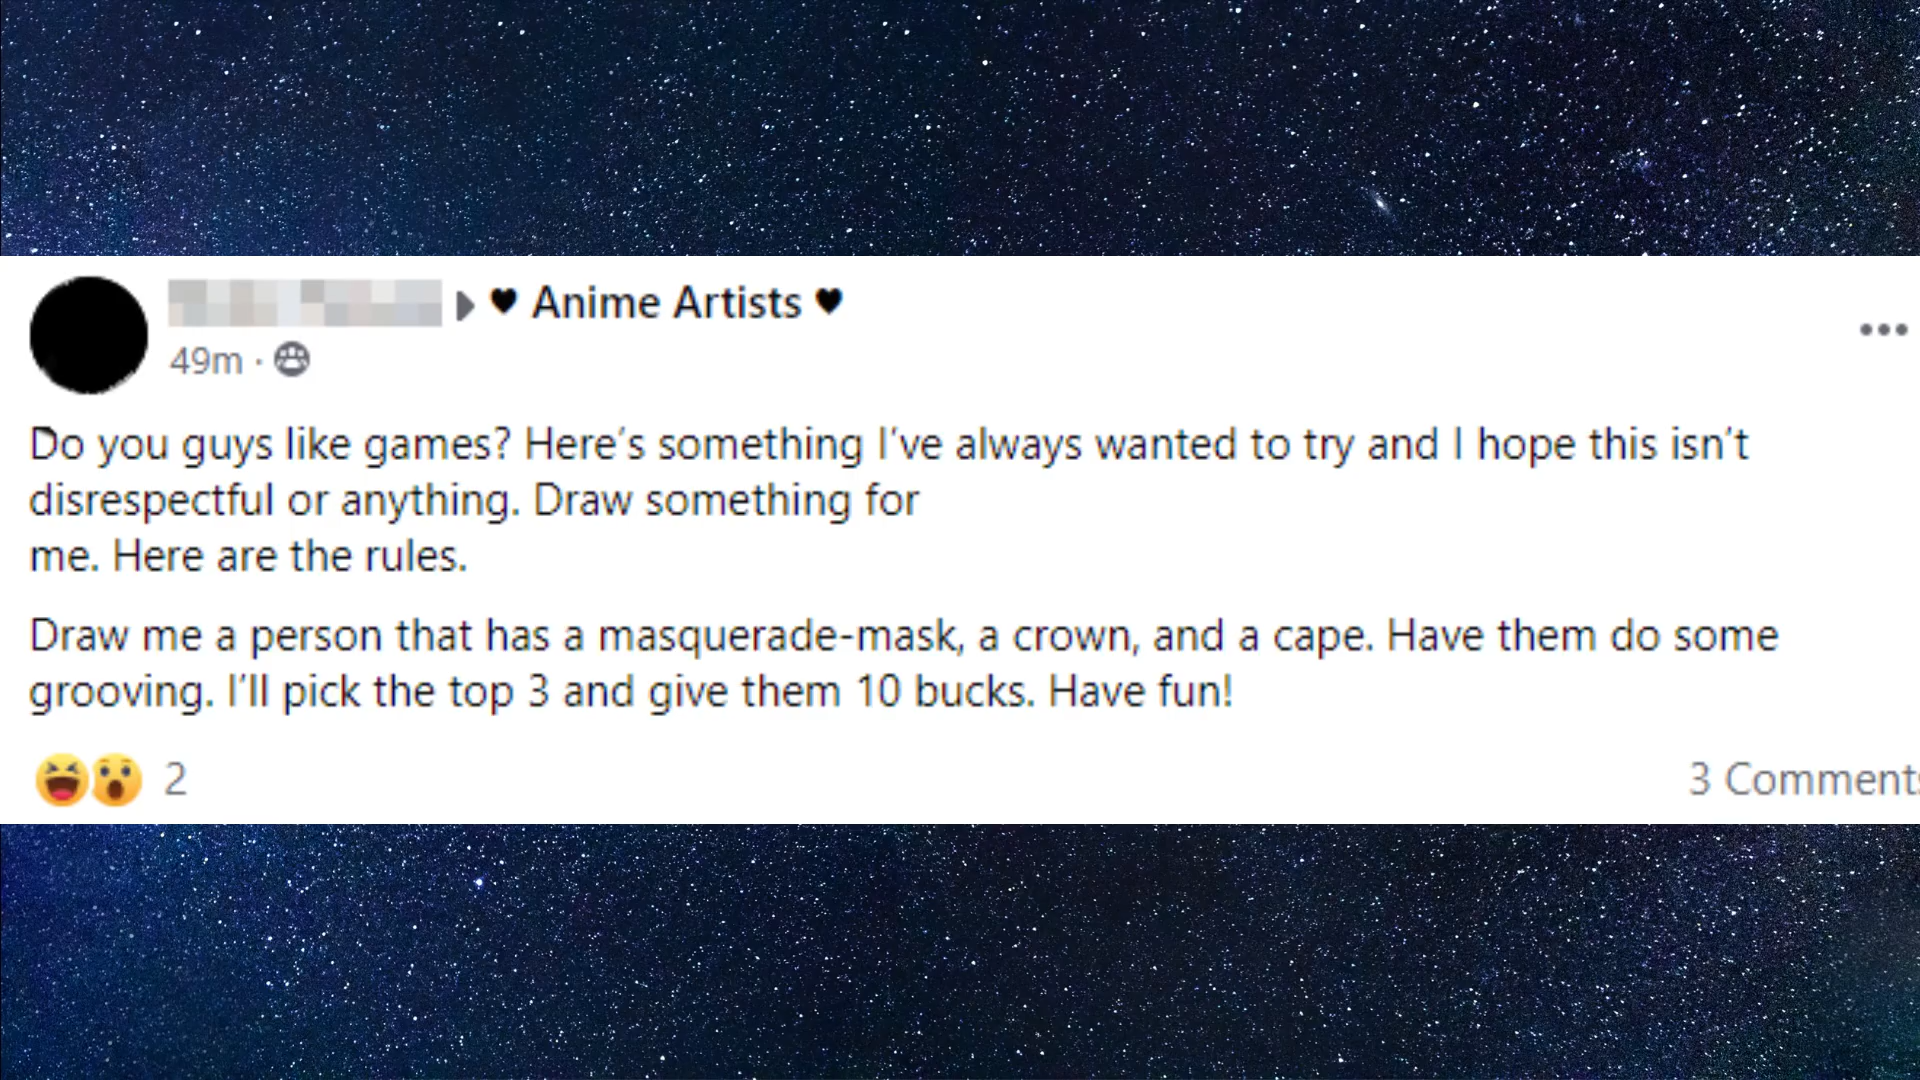 ♥ Anime Artists ♥
49m ·
Do you guys like games? Here's something I've always wanted to try and I hope this isn't
disrespectful or anything. Draw something for
me. Here are the rules.
Draw me a person that has a masquerade-mask, a crown, and a cape. Have them do some
grooving. I'll pick the top 3 and give them 10 bucks. Have fun!
2
3 Comments